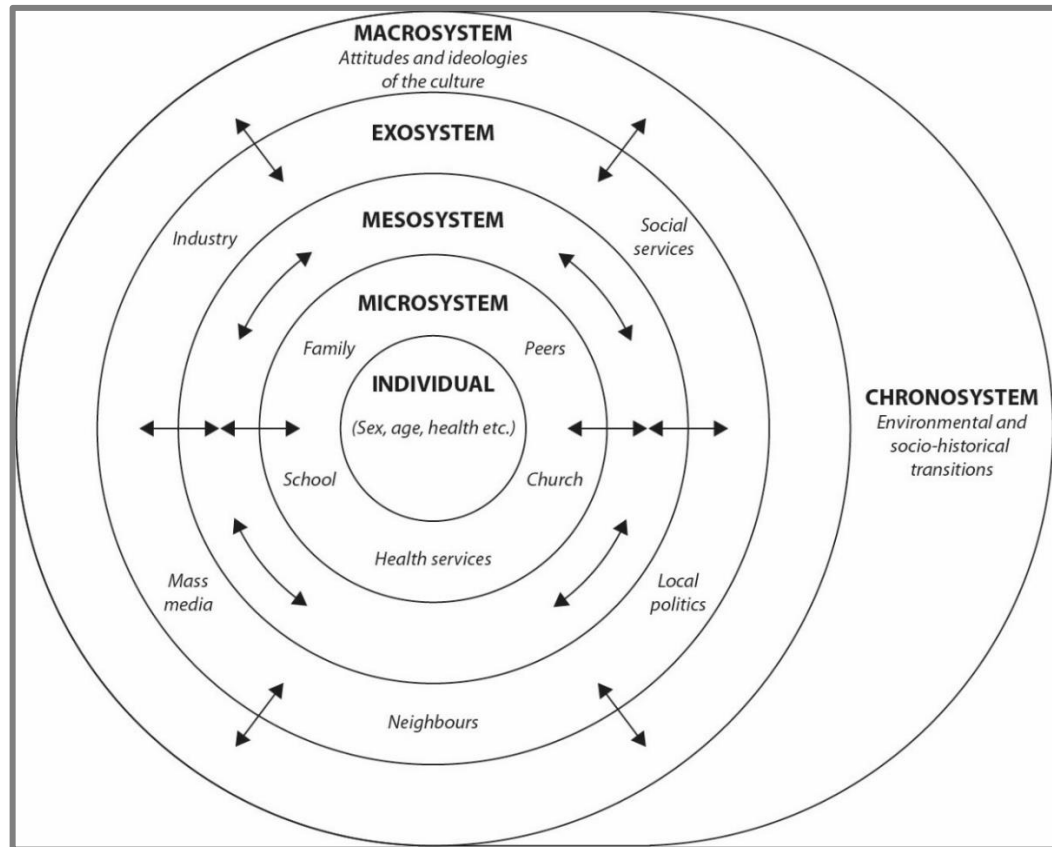 MACROSYSTEM
Attitudes and ideologies
of the culture
EXOSYSTEM
MESOSYSTEM
Industry
Social
services
MICROSYSTEM
Family
Peers
INDIVIDUAL
(Sex, age, health etc.)
School
Church
Health services
Mass
media
Local
politics
Neighbours
CHRONOSYSTEM
Environmental and
socio-historical
transitions